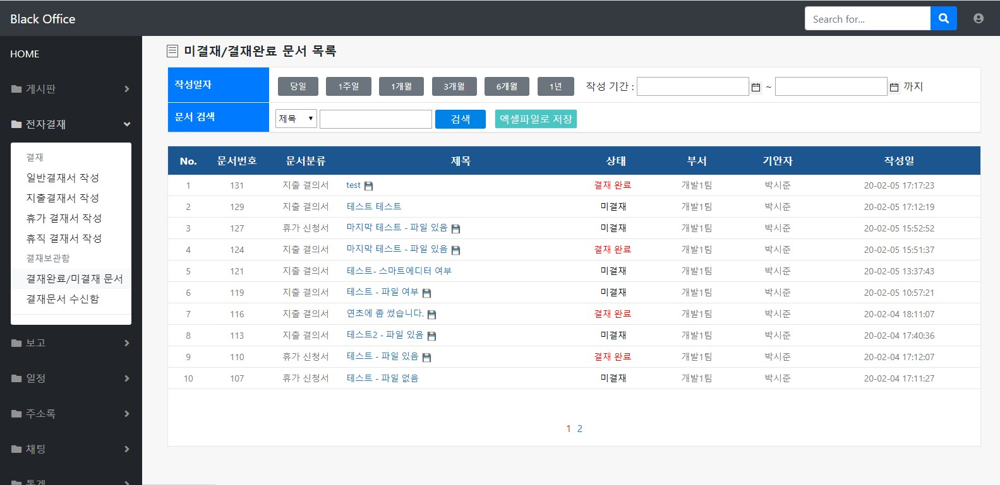 Black Office
Search for...
HOME
게시판
전자결재
결재
일반결재서 작성
지출결재서 작성
휴가 결재서 작성
휴직 결재서 작성
결재보관함
결재완료/미결재 문서
결재문서 수신함
보고
일정
주소록
채팅
통계
미결재/결재완료 문서 목록
작성일자 당일 1주일 1개월 3개월 6개월 1년 작성 기간 : ~ 까지
문서 검색 제목 검색 엑셀파일로 저장
No. 문서번호 문서분류 제목 상태 부서 기안자 작성일
1 131 지출 결의서 test 결재 완료 개발1팀 박시준 20-02-05 17:17:23
2 129 지출 결의서 테스트 테스트 미결재 개발1팀 박시준 20-02-05 17:12:19
3 127 휴가 신청서 마지막 테스트 - 파일 있음 미결재 개발1팀 박시준 20-02-05 15:52:52
4 124 지출 결의서 마지막 테스트 - 파일 있음 결재 완료 개발1팀 박시준 20-02-05 15:51:37
5 121 지출 결의서 테스트- 스마트에디터 여부 미결재 개발1팀 박시준 20-02-05 13:37:43
6 119 지출 결의서 테스트 - 파일 여부 미결재 개발1팀 박시준 20-02-05 10:57:21
7 116 지출 결의서 연초에 좀 썼습니다. 결재 완료 개발1팀 박시준 20-02-04 18:11:07
8 113 지출 결의서 테스트2 - 파일 있음 미결재 개발1팀 박시준 20-02-04 17:40:36
9 110 휴가 신청서 테스트 - 파일 있음 결재 완료 개발1팀 박시준 20-02-04 17:12:07
10 107 휴가 신청서 테스트 - 파일 없음 미결재 개발1팀 박시준 20-02-04 17:11:27
1 2